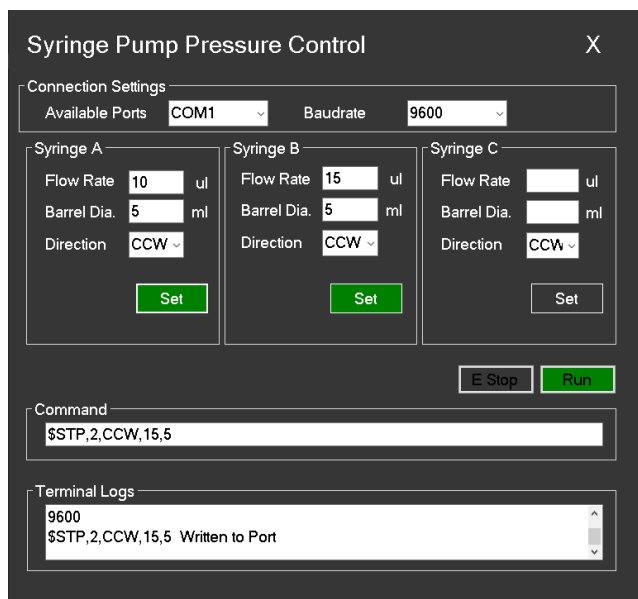 Syringe Pump Pressure Control X
Connection Settings
Available Ports COM1 Baudrate 9600
Syringe A
Flow Rate 10 ul
Barrel Dia. 5 ml
Direction CCW
Set
Syringe B
Flow Rate 15 ul
Barrel Dia. 5 ml
Direction CCW
Set
Syringe C
Flow Rate ul
Barrel Dia. ml
Direction CCW
Set
E Stop Run
Command
$STP,2,CCW,15,5
Terminal Logs
9600
$STP,2,CCW,15,5 Written to Port